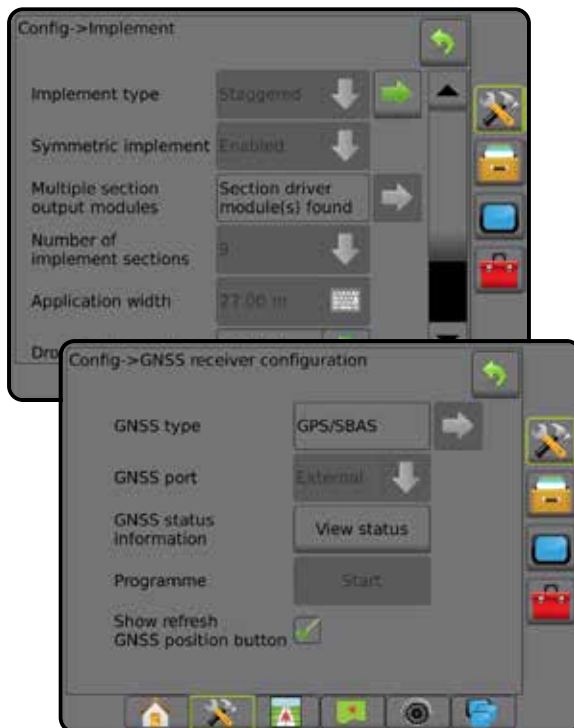 Config->Implement
Implement type
Staggered
Symmetric implement
Enabled
Multiple section
output modules
Section driver
module(s) found
Number of
implement sections
9
Application width
27.00 m
Dro
Config->GNSS receiver configuration
GNSS type
GPS/SBAS
GNSS port
External
GNSS status
information
View status
Programme
Start
Show refresh
GNSS position button